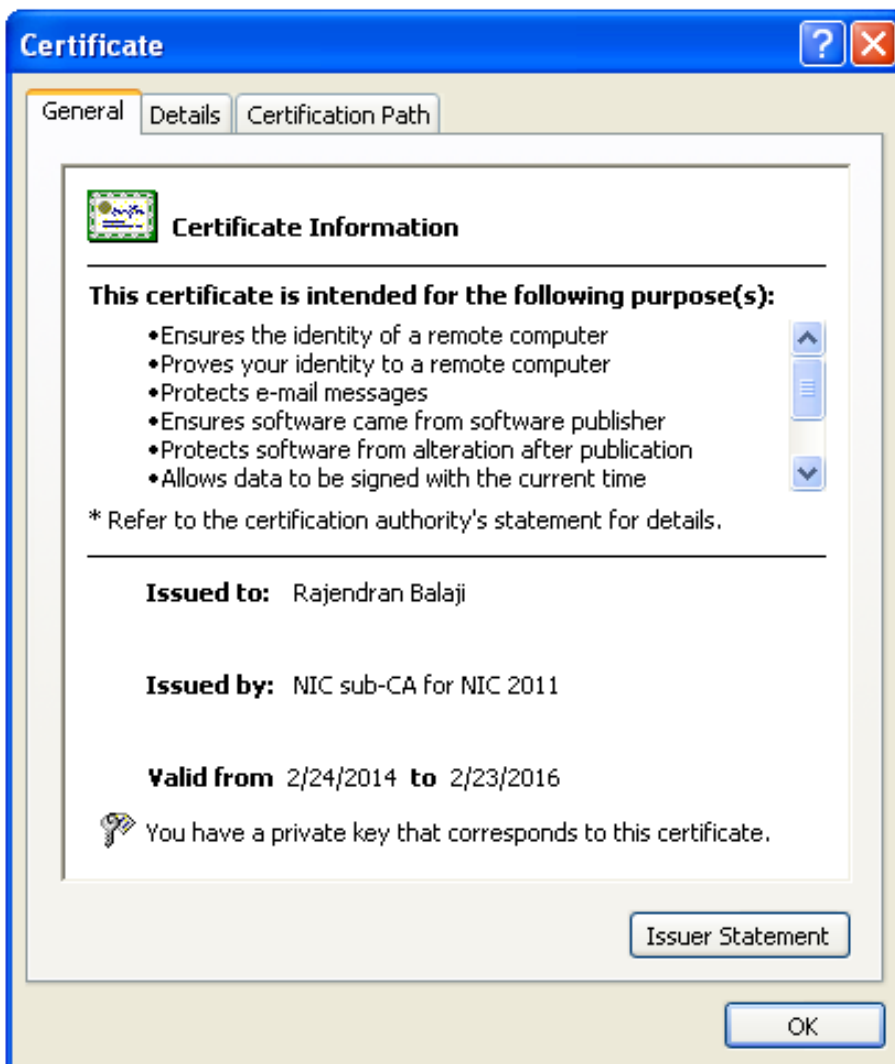 Certificate
General
Details
Certification Path
Certificate Information
This certificate is intended for the following purpose(s):
•Ensures the identity of a remote computer
•Proves your identity to a remote computer
•Protects e-mail messages
•Ensures software came from software publisher
•Protects software from alteration after publication
•Allows data to be signed with the current time
* Refer to the certification authority's statement for details.
Issued to: Rajendran Balaji
Issued by: NIC sub-CA for NIC 2011
Valid from 2/24/2014 to 2/23/2016
You have a private key that corresponds to this certificate.
Issuer Statement
OK